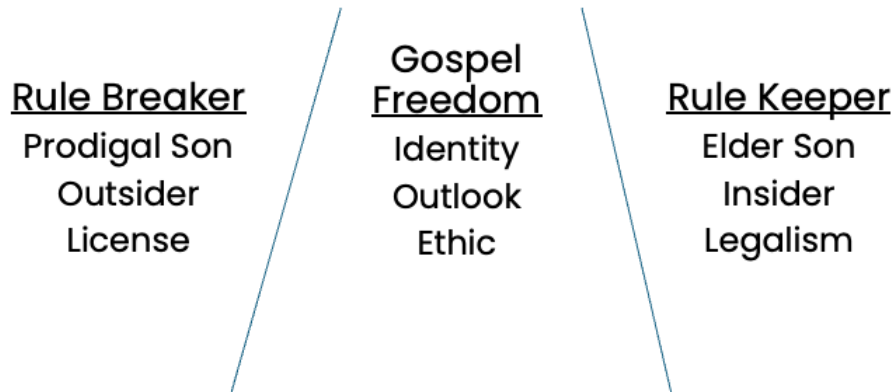 Rule Breaker
Prodigal Son
Outsider
License
Gospel
Freedom
Identity
Outlook
Ethic
Rule Keeper
Elder Son
Insider
Legalism